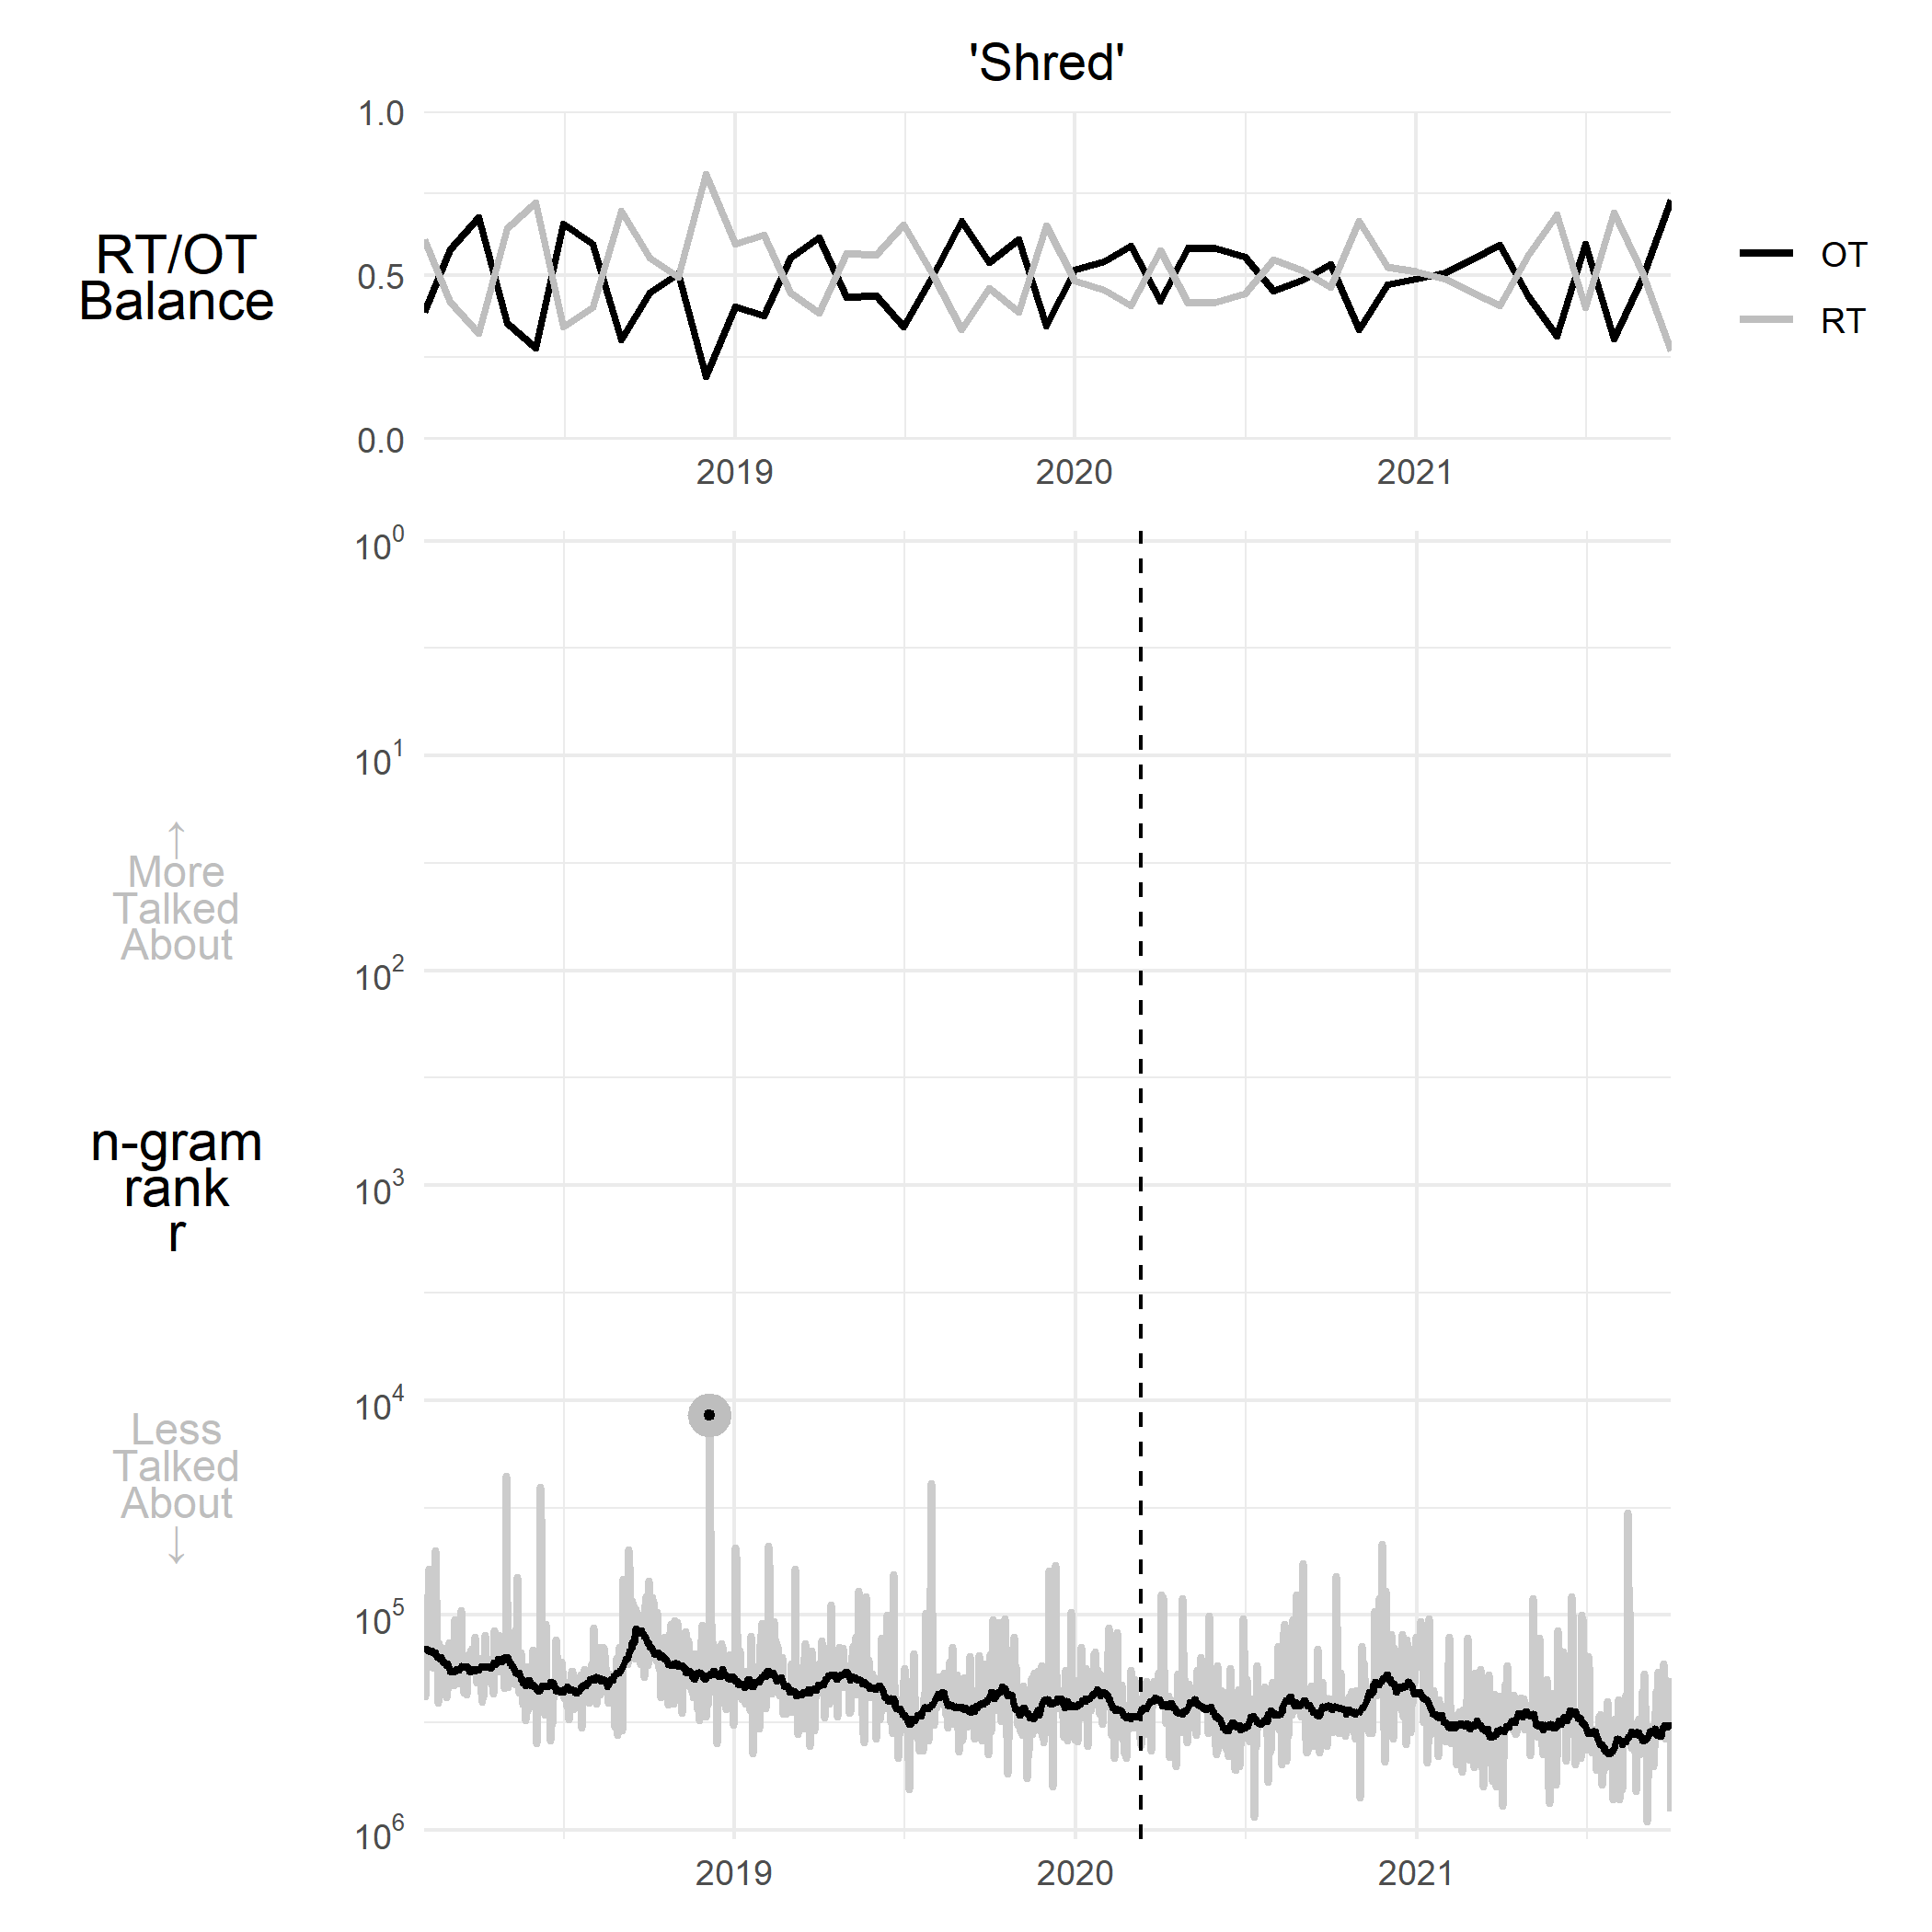 'Shred'
1.0
0.5
0.0
RT/OT
Balance
OT
RT
2019 2020 2021
10^0
10^1
10^2
10^3
10^4
10^5
10^6
↑
More
Talked
About
n-gram
rank
r
Less
Talked
About
↓
2019 2020 2021